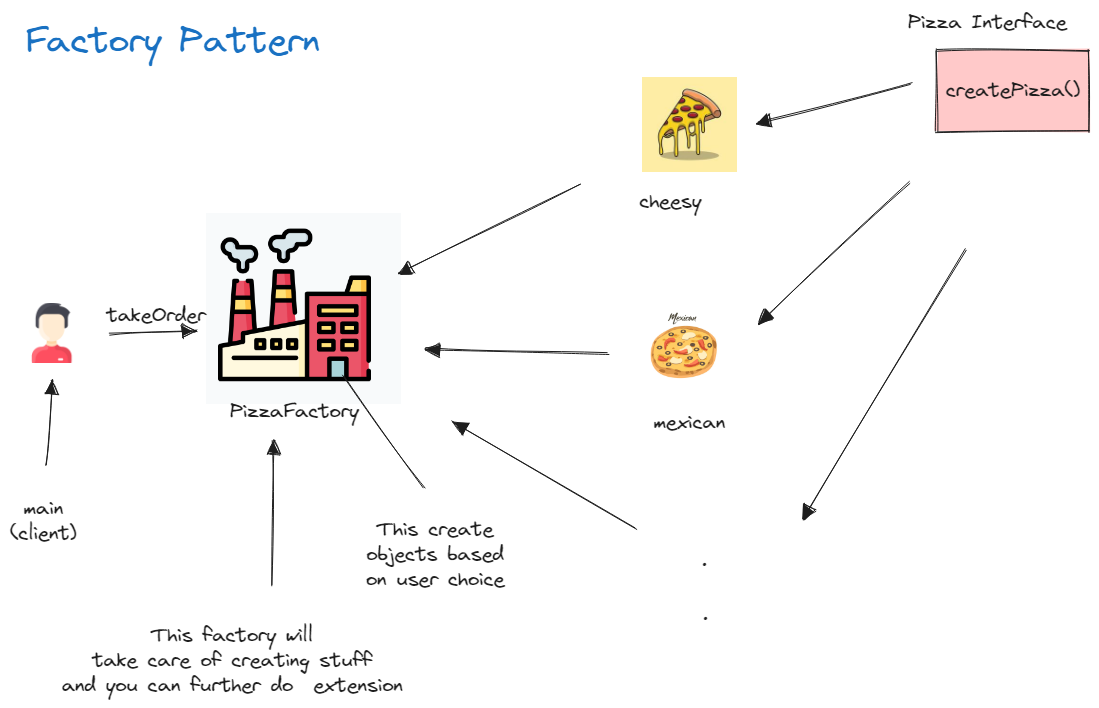 Factory Pattern
Pizza Interface
createPizza()
cheesy
takeOrder
Mexican
PizzaFactory
mexican
main
(client)
This create
objects based
on user choice
.
.
This factory will
take care of creating stuff
and you can further do extension